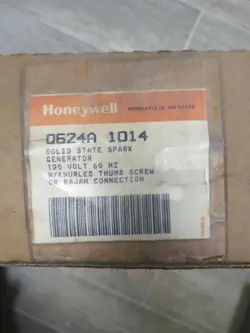 Honeywell
MINNEAPOLIS, MN 55422
Q624A 1014
SOLID STATE SPARK
GENERATOR
120 VOLT 60 HZ
W/KNURLED THUMB SCREW
OR RAJAH CONNECTION